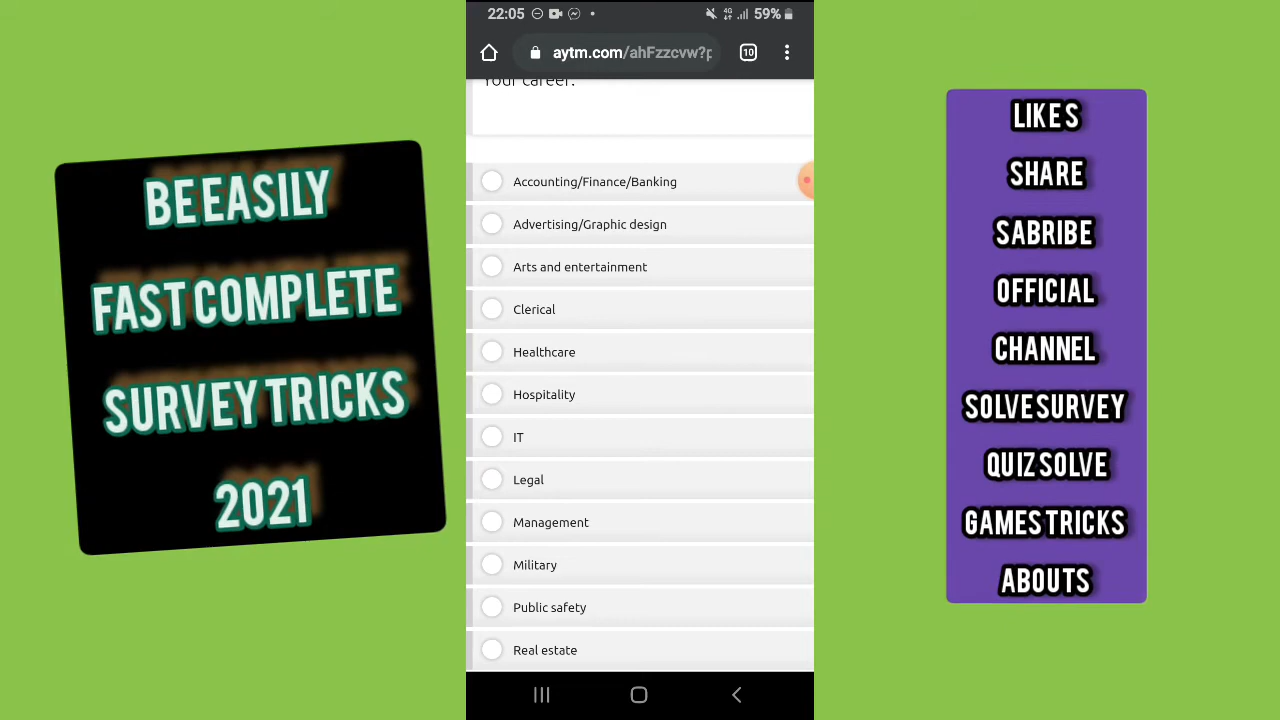 BE EASILY
FAST COMPLETE
SURVEY TRICKS
2021
22:05
4G
59%
aytm.com/ahFzzcvw?p
10
Your career:
Accounting/Finance/Banking
Advertising/Graphic design
Arts and entertainment
Clerical
Healthcare
Hospitality
IT
Legal
Management
Military
Public safety
Real estate
LIKES
SHARE
SABRIBE
OFFICIAL
CHANNEL
SOLVE SURVEY
QUIZ SOLVE
GAMES TRICKS
ABOUTS